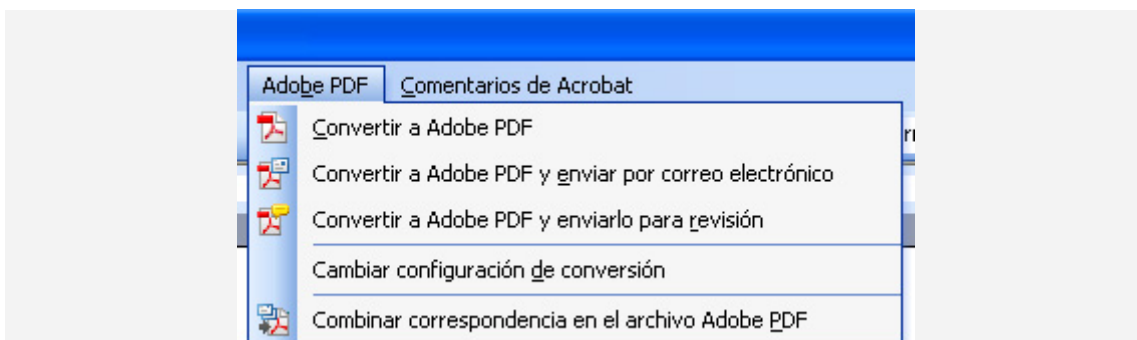 Adobe PDF Comentarios de Acrobat
Convertir a Adobe PDF
Convertir a Adobe PDF y enviar por correo electrónico
Convertir a Adobe PDF y enviarlo para revisión
Cambiar configuración de conversión
Combinar correspondencia en el archivo Adobe PDF